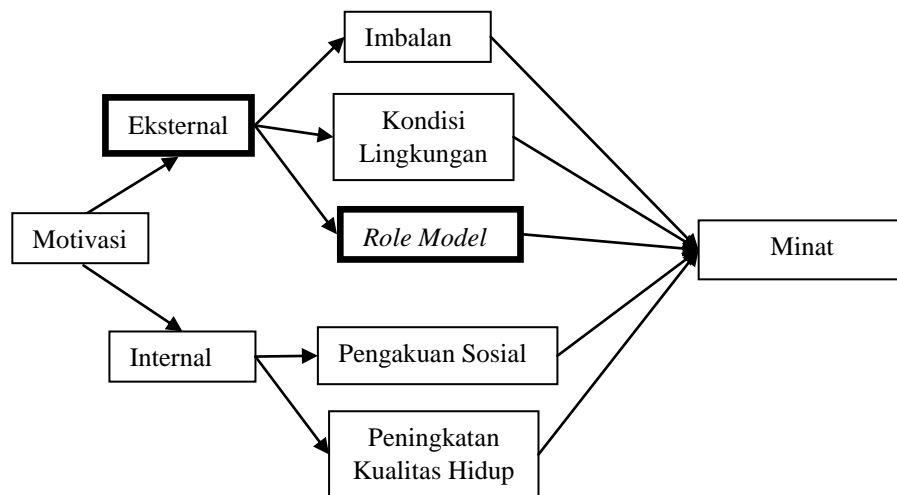 Imbalan
Eksternal
Kondisi
Lingkungan
Role Model
Motivasi
Minat
Internal
Pengakuan Sosial
Peningkatan
Kualitas Hidup